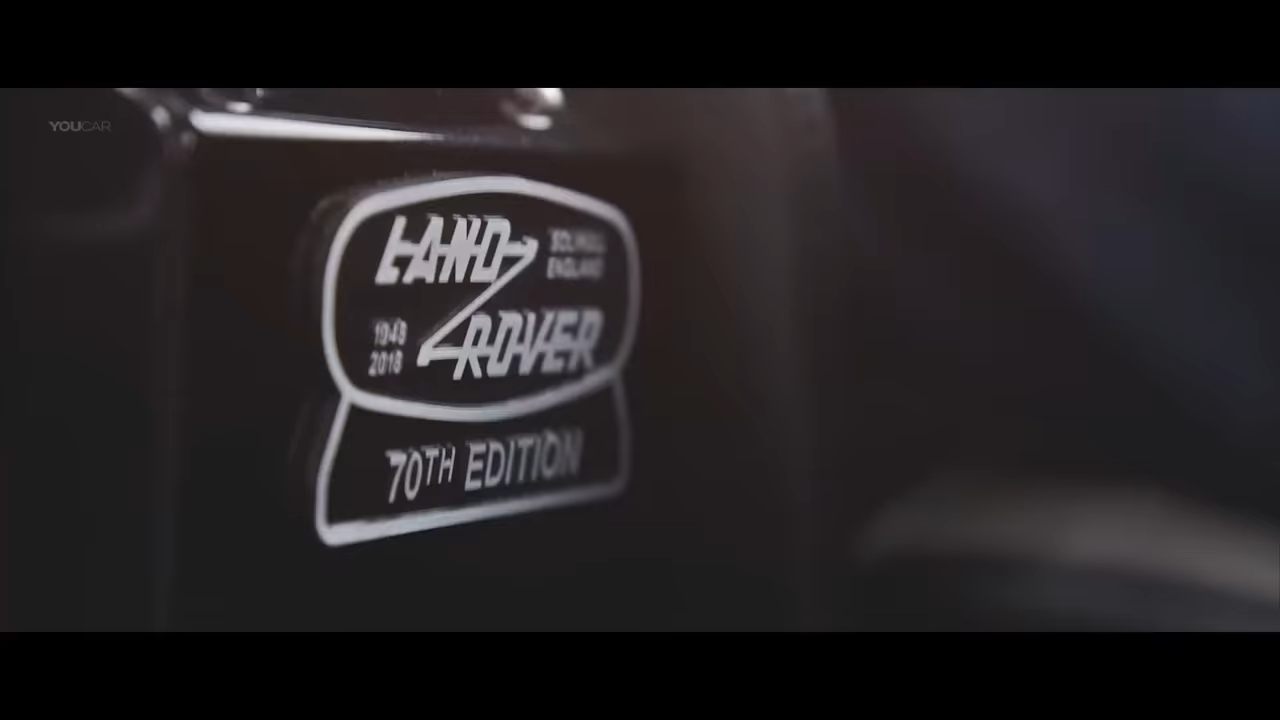 YOUCAR
LAND
SOLIHULL
ENGLAND
1948
2018
ROVER
70TH EDITION